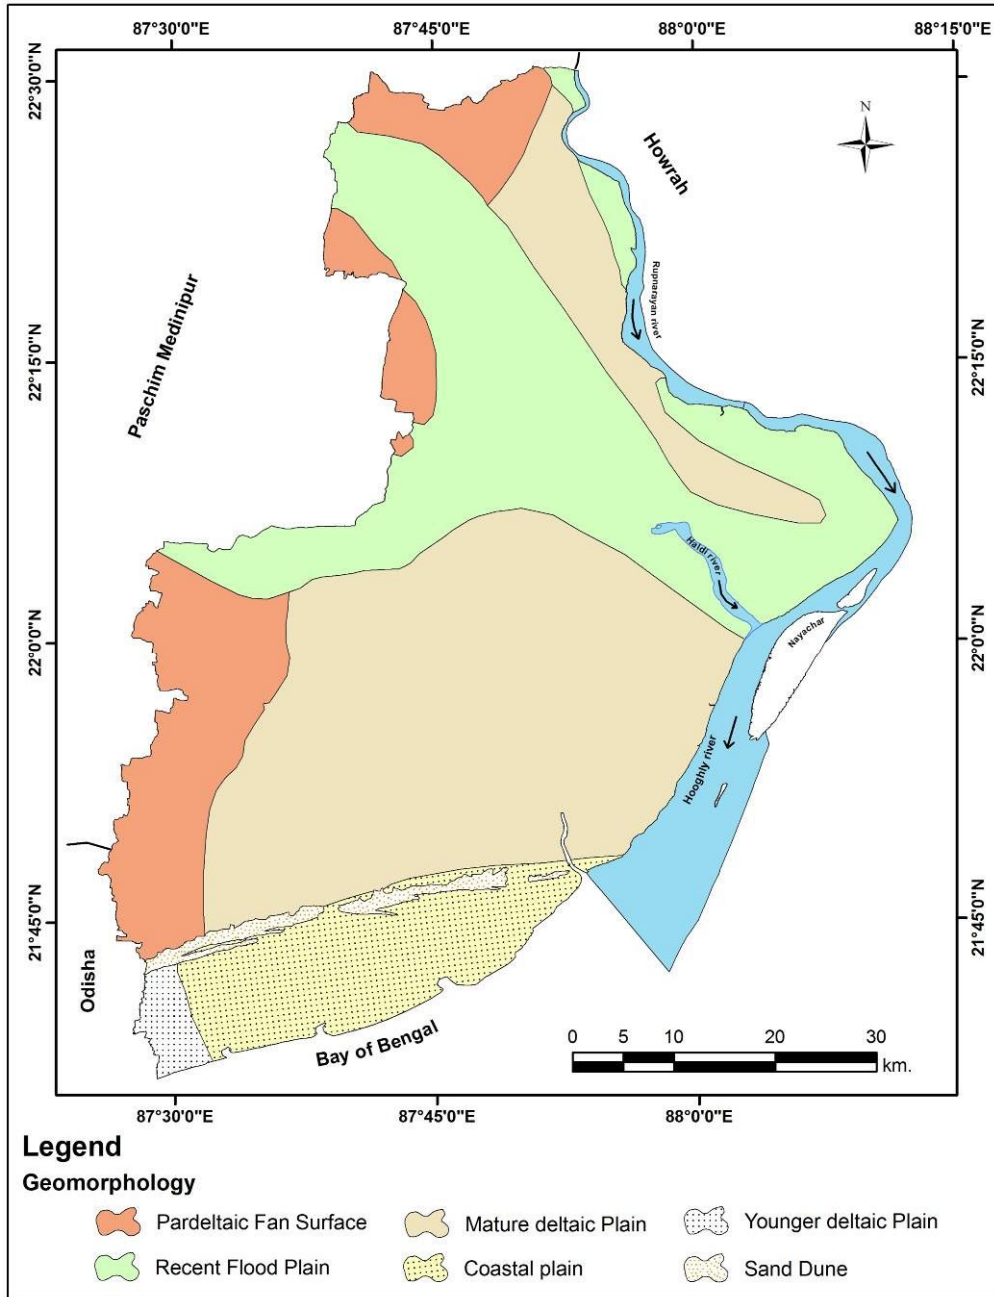 87°30'0"E 87°45'0"E 88°0'0"E 88°15'0"E
22°30'0"N
22°15'0"N
22°0'0"N
21°45'0"N
N
Howrah
Rupnarayan river
Paschim Medinipur
22°15'0"N
Haldi river
Nayachar
22°0'0"N
Hooghly river
21°45'0"N
Odisha
Bay of Bengal
0 5 10 20 30
km.
87°30'0"E 87°45'0"E 88°0'0"E
Legend
Geomorphology
Pardeltaic Fan Surface Mature deltaic Plain Younger deltaic Plain
Recent Flood Plain Coastal plain Sand Dune